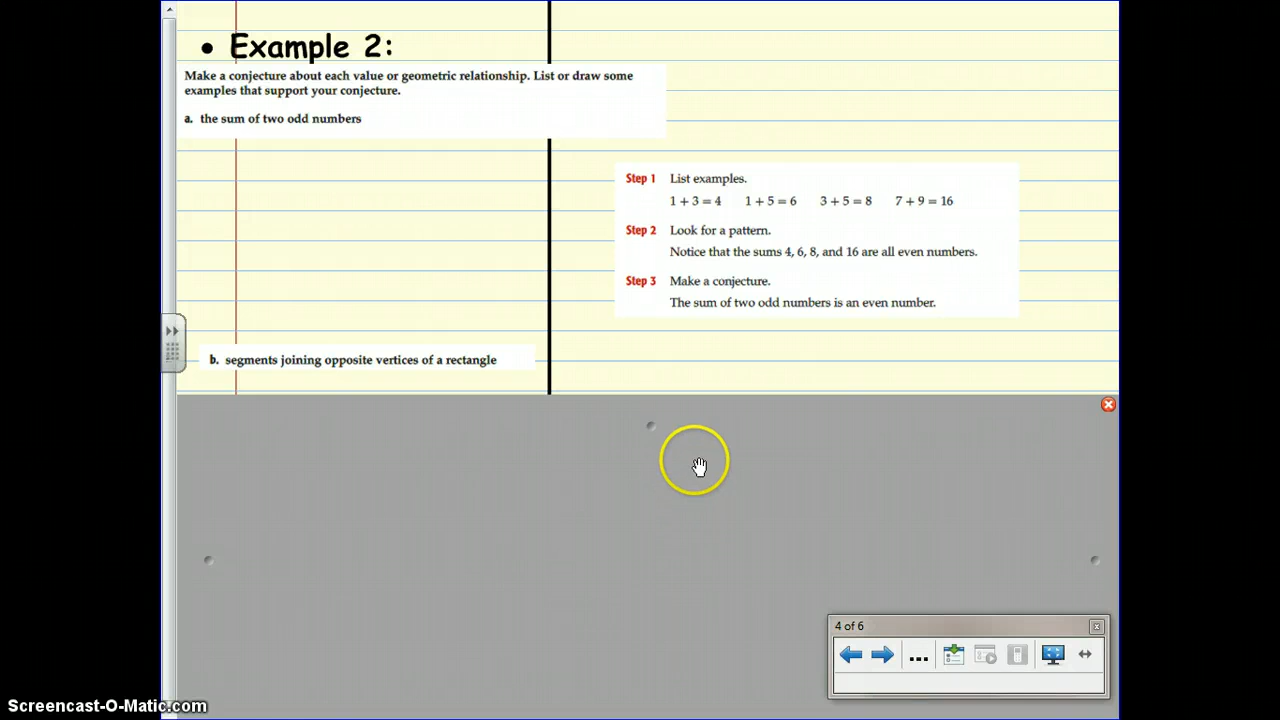 • Example 2:
Make a conjecture about each value or geometric relationship. List or draw some
examples that support your conjecture.
a. the sum of two odd numbers
Step 1 List examples.
1 + 3 = 4 1 + 5 = 6 3 + 5 = 8 7 + 9 = 16
Step 2 Look for a pattern.
Notice that the sums 4, 6, 8, and 16 are all even numbers.
Step 3 Make a conjecture.
The sum of two odd numbers is an even number.
b. segments joining opposite vertices of a rectangle
4 of 6
...
Screencast-O-Matic.com